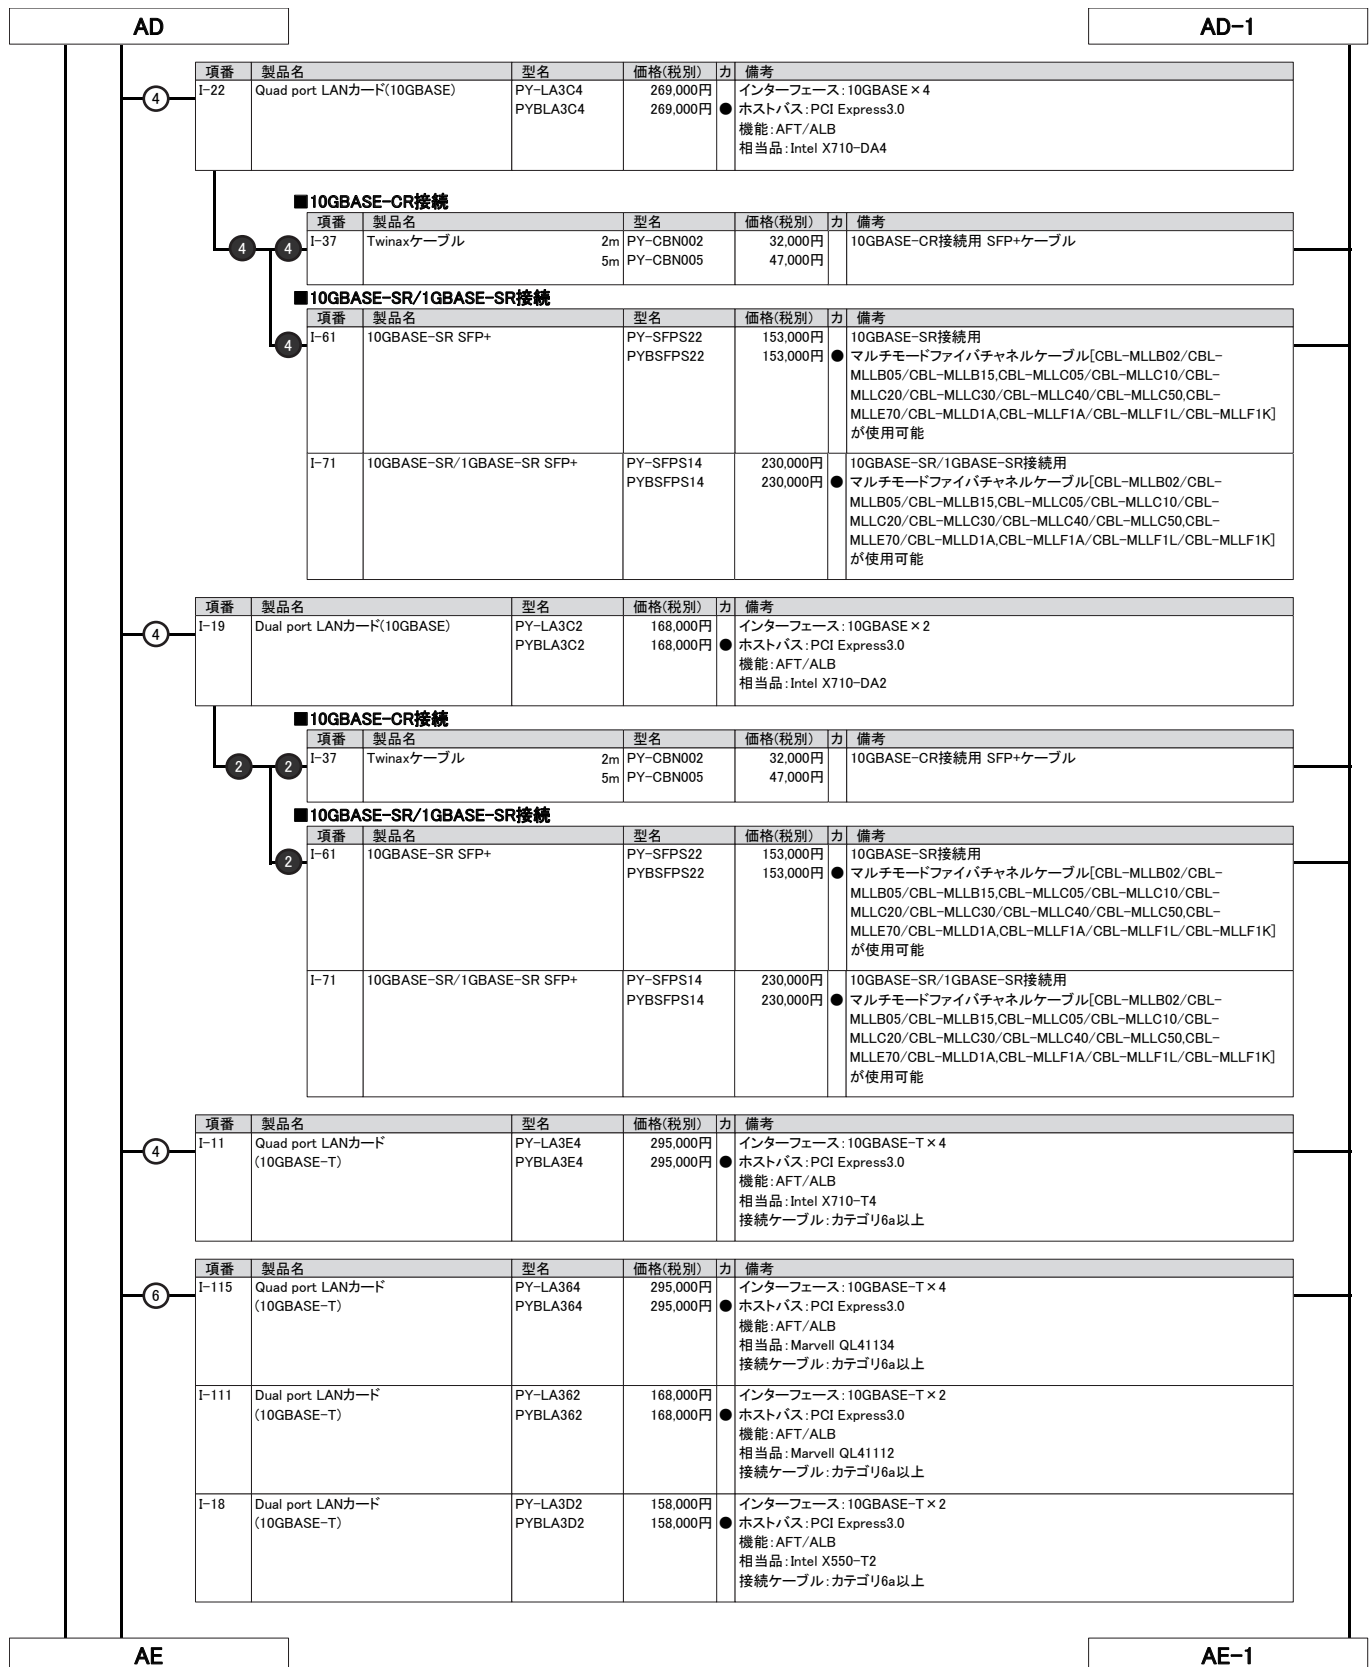 AD
AD-1
項番 製品名 型名 価格(税別) カ 備考
I-22 Quad port LANカード(10GBASE) PY-LA3C4 269,000円 インターフェース:10GBASE×4
④ PYBLA3C4 269,000円 ● ホストバス:PCI Express3.0
機能:AFT/ALB
相当品:Intel X710-DA4
■10GBASE-CR接続
項番 製品名 型名 価格(税別) カ 備考
4 4 I-37 Twinaxケーブル 2m PY-CBN002 32,000円 10GBASE-CR接続用 SFP+ケーブル
5m PY-CBN005 47,000円
■10GBASE-SR/1GBASE-SR接続
項番 製品名 型名 価格(税別) カ 備考
4 I-61 10GBASE-SR SFP+ PY-SFPS22 153,000円 10GBASE-SR接続用
PYBSFPS22 153,000円 ● マルチモードファイバチャネルケーブル[CBL-MLLB02/CBL-
MLLB05/CBL-MLLB15,CBL-MLLC05/CBL-MLLC10/CBL-
MLLC20/CBL-MLLC30/CBL-MLLC40/CBL-MLLC50,CBL-
MLLE70/CBL-MLLD1A,CBL-MLLF1A/CBL-MLLF1L/CBL-MLLF1K]
が使用可能
I-71 10GBASE-SR/1GBASE-SR SFP+ PY-SFPS14 230,000円 10GBASE-SR/1GBASE-SR接続用
PYBSFPS14 230,000円 ● マルチモードファイバチャネルケーブル[CBL-MLLB02/CBL-
MLLB05/CBL-MLLB15,CBL-MLLC05/CBL-MLLC10/CBL-
MLLC20/CBL-MLLC30/CBL-MLLC40/CBL-MLLC50,CBL-
MLLE70/CBL-MLLD1A,CBL-MLLF1A/CBL-MLLF1L/CBL-MLLF1K]
が使用可能
項番 製品名 型名 価格(税別) カ 備考
I-19 Dual port LANカード(10GBASE) PY-LA3C2 168,000円 インターフェース:10GBASE×2
④ PYBLA3C2 168,000円 ● ホストバス:PCI Express3.0
機能:AFT/ALB
相当品:Intel X710-DA2
■10GBASE-CR接続
項番 製品名 型名 価格(税別) カ 備考
2 2 I-37 Twinaxケーブル 2m PY-CBN002 32,000円 10GBASE-CR接続用 SFP+ケーブル
5m PY-CBN005 47,000円
■10GBASE-SR/1GBASE-SR接続
項番 製品名 型名 価格(税別) カ 備考
2 I-61 10GBASE-SR SFP+ PY-SFPS22 153,000円 10GBASE-SR接続用
PYBSFPS22 153,000円 ● マルチモードファイバチャネルケーブル[CBL-MLLB02/CBL-
MLLB05/CBL-MLLB15,CBL-MLLC05/CBL-MLLC10/CBL-
MLLC20/CBL-MLLC30/CBL-MLLC40/CBL-MLLC50,CBL-
MLLE70/CBL-MLLD1A,CBL-MLLF1A/CBL-MLLF1L/CBL-MLLF1K]
が使用可能
I-71 10GBASE-SR/1GBASE-SR SFP+ PY-SFPS14 230,000円 10GBASE-SR/1GBASE-SR接続用
PYBSFPS14 230,000円 ● マルチモードファイバチャネルケーブル[CBL-MLLB02/CBL-
MLLB05/CBL-MLLB15,CBL-MLLC05/CBL-MLLC10/CBL-
MLLC20/CBL-MLLC30/CBL-MLLC40/CBL-MLLC50,CBL-
MLLE70/CBL-MLLD1A,CBL-MLLF1A/CBL-MLLF1L/CBL-MLLF1K]
が使用可能
項番 製品名 型名 価格(税別) カ 備考
I-11 Quad port LANカード PY-LA3E4 295,000円 インターフェース:10GBASE-T×4
④ (10GBASE-T) PYBLA3E4 295,000円 ● ホストバス:PCI Express3.0
機能:AFT/ALB
相当品:Intel X710-T4
接続ケーブル:カテゴリ6a以上
項番 製品名 型名 価格(税別) カ 備考
I-115 Quad port LANカード PY-LA364 295,000円 インターフェース:10GBASE-T×4
⑥ (10GBASE-T) PYBLA364 295,000円 ● ホストバス:PCI Express3.0
機能:AFT/ALB
相当品:Marvell QL41134
接続ケーブル:カテゴリ6a以上
I-111 Dual port LANカード PY-LA362 168,000円 インターフェース:10GBASE-T×2
(10GBASE-T) PYBLA362 168,000円 ● ホストバス:PCI Express3.0
機能:AFT/ALB
相当品:Marvell QL41112
接続ケーブル:カテゴリ6a以上
I-18 Dual port LANカード PY-LA3D2 158,000円 インターフェース:10GBASE-T×2
(10GBASE-T) PYBLA3D2 158,000円 ● ホストバス:PCI Express3.0
機能:AFT/ALB
相当品:Intel X550-T2
接続ケーブル:カテゴリ6a以上
AE
AE-1